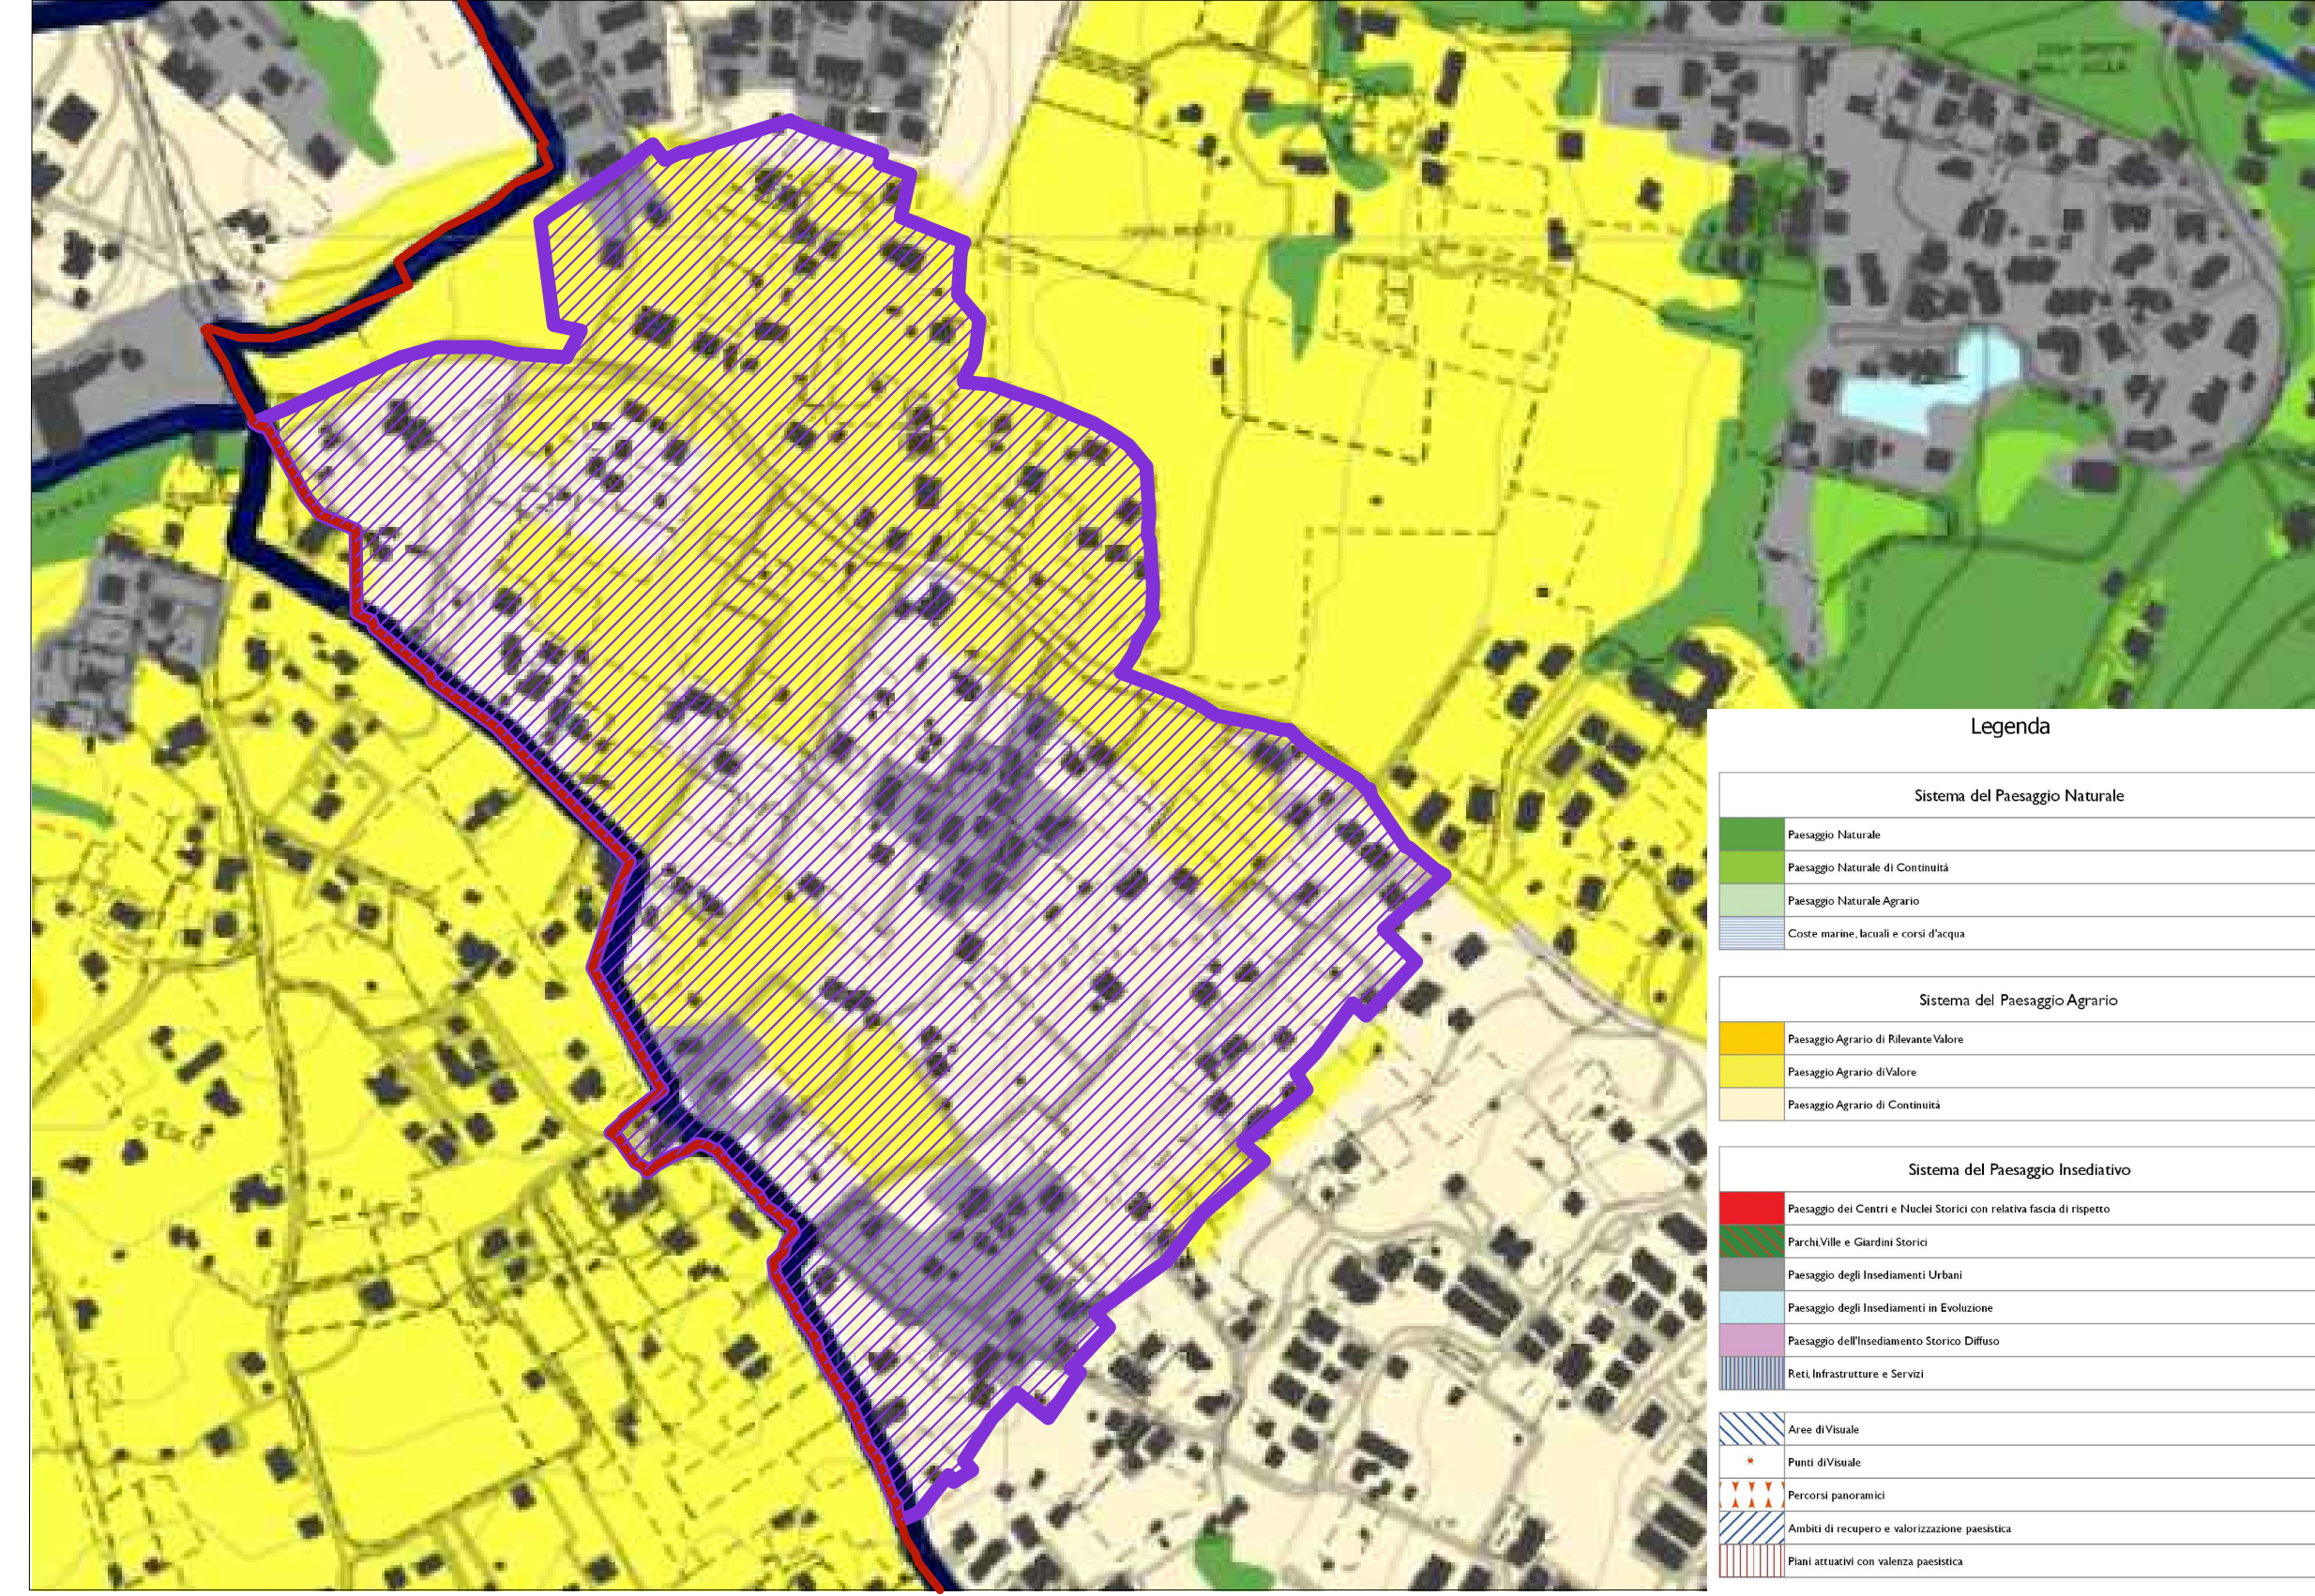 Legenda
Sistema del Paesaggio Naturale
Paesaggio Naturale
Paesaggio Naturale di Continuità
Paesaggio Naturale Agrario
Coste marine, lacuali e corsi d'acqua
Sistema del Paesaggio Agrario
Paesaggio Agrario di Rilevante Valore
Paesaggio Agrario di Valore
Paesaggio Agrario di Continuità
Sistema del Paesaggio Insediativo
Paesaggio dei Centri e Nuclei Storici con relativa fascia di rispetto
Parchi, Ville e Giardini Storici
Paesaggio degli Insediamenti Urbani
Paesaggio degli Insediamenti in Evoluzione
Paesaggio dell'Insediamento Storico Diffuso
Reti, Infrastrutture e Servizi
Aree di Visuale
Punti di Visuale
Percorsi panoramici
Ambiti di recupero e valorizzazione paesistica
Piani attuativi con valenza paesistica